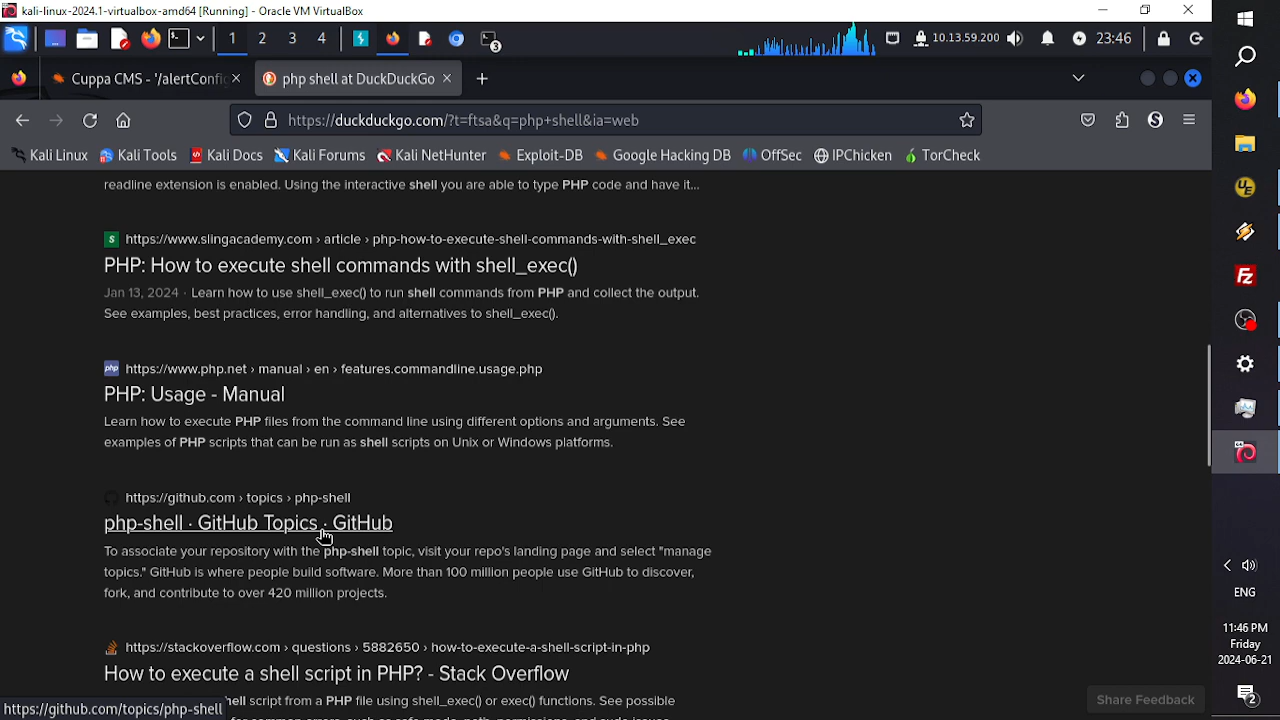 kali-linux-2024.1-virtualbox-amd64 [Running] - Oracle VM VirtualBox
1 2 3 4 3 10.13.59.200 23:46
Cuppa CMS - '/alertConfig
php shell at DuckDuckGo
https://duckduckgo.com/?t=ftsa&q=php+shell&ia=web
Kali Linux Kali Tools Kali Docs Kali Forums Kali NetHunter Exploit-DB Google Hacking DB OffSec IPChicken TorCheck
readline extension is enabled. Using the interactive shell you are able to type PHP code and have it...
https://www.slingacademy.com › article › php-how-to-execute-shell-commands-with-shell_exec
PHP: How to execute shell commands with shell_exec()
Jan 13, 2024 · Learn how to use shell_exec() to run shell commands from PHP and collect the output.
See examples, best practices, error handling, and alternatives to shell_exec().
https://www.php.net › manual › en › features.commandline.usage.php
PHP: Usage - Manual
Learn how to execute PHP files from the command line using different options and arguments. See
examples of PHP scripts that can be run as shell scripts on Unix or Windows platforms.
https://github.com › topics › php-shell
php-shell · GitHub Topics · GitHub
To associate your repository with the php-shell topic, visit your repo's landing page and select "manage
topics." GitHub is where people build software. More than 100 million people use GitHub to discover,
fork, and contribute to over 420 million projects.
https://stackoverflow.com › questions › 5882650 › how-to-execute-a-shell-script-in-php
How to execute a shell script in PHP? - Stack Overflow
shell script from a PHP file using shell_exec() or exec() functions. See possible
https://github.com/topics/php-shell
Share Feedback
ENG
11:46 PM
Friday
2024-06-21
2